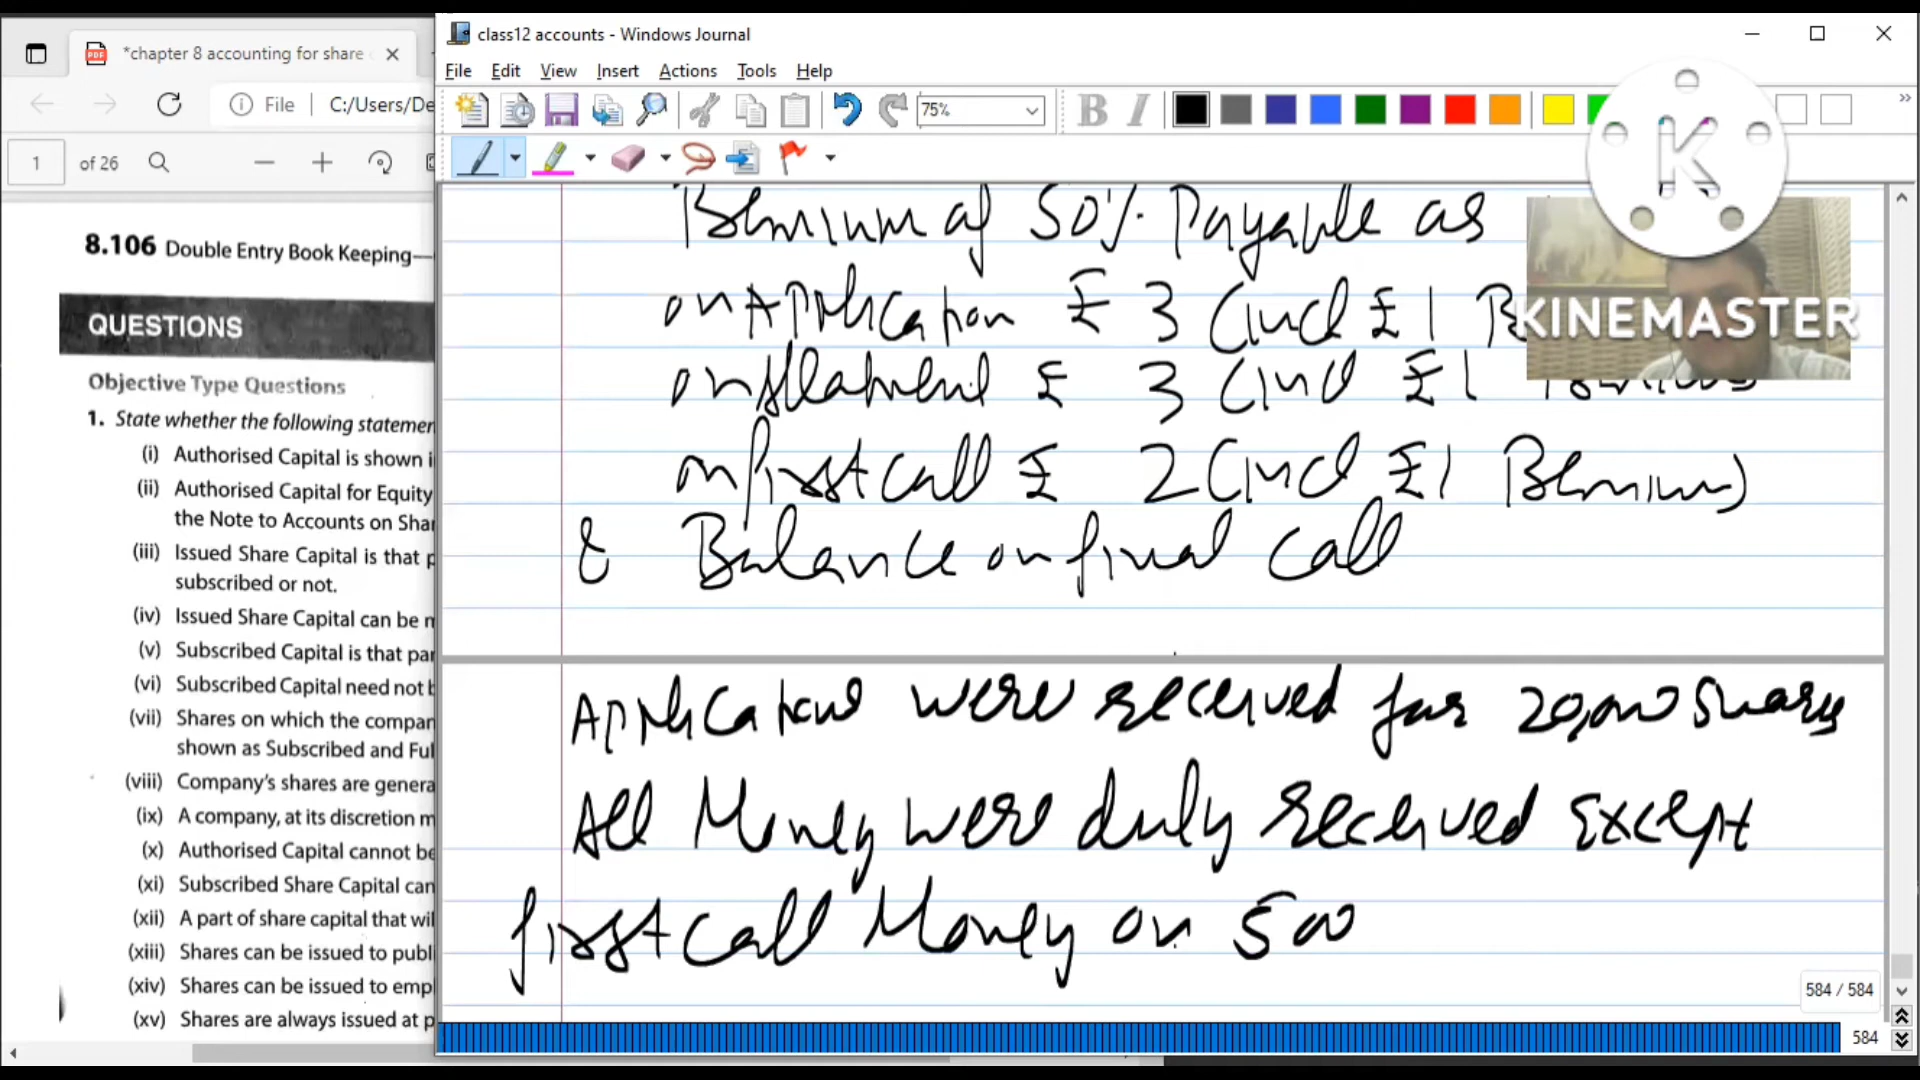 *chapter 8 accounting for share
class12 accounts - Windows Journal
File Edit View Insert Actions Tools Help
File C:/Users/De
75%
B I
1 of 26
K
KINEMASTER
8.106 Double Entry Book Keeping—
QUESTIONS
Objective Type Questions
1. State whether the following statemen
(i) Authorised Capital is shown i
(ii) Authorised Capital for Equity
the Note to Accounts on Shar
(iii) Issued Share Capital is that p
subscribed or not.
(iv) Issued Share Capital can be
(v) Subscribed Capital is that par
(vi) Subscribed Capital need not b
(vii) Shares on which the compan
shown as Subscribed and Ful
(viii) Company's shares are genera
(ix) A company, at its discretion m
(x) Authorised Capital cannot be
(xi) Subscribed Share Capital can
(xii) A part of share capital that wil
(xiii) Shares can be issued to publ
(xiv) Shares can be issued to emp
(xv) Shares are always issued at p
Premium of 50% Payable as
on Application £ 3 (incl £1
on Allotment £ 3 (incl £1
on first call £ 2 (incl £1 Premium)
& Balance on final call
Applications were received for 20,000 Shares
All Money were duly received except
first call Money on 500
584 / 584
584